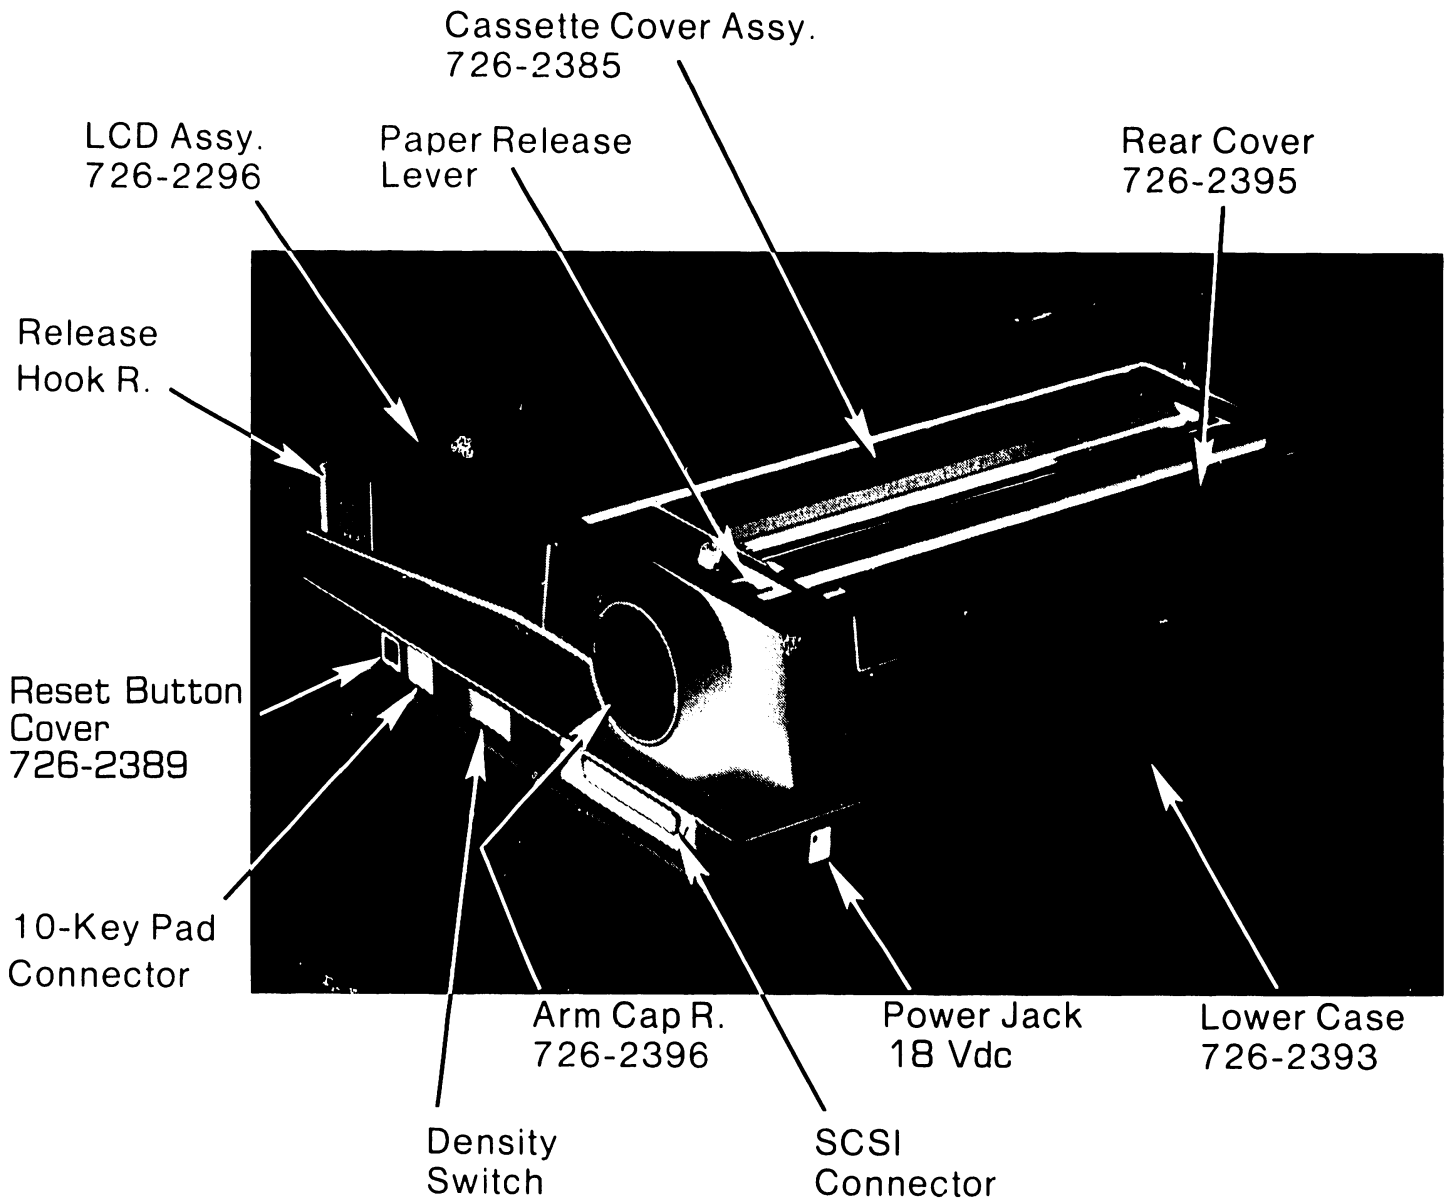 Cassette Cover Assy.
726-2385
LCD Assy.
726-2296
Paper Release
Lever
Rear Cover
726-2395
Release
Hook R.
Reset Button
Cover
726-2389
10-Key Pad
Connector
Arm Cap R.
726-2396
Power Jack
18 Vdc
Lower Case
726-2393
Density
Switch
SCSI
Connector